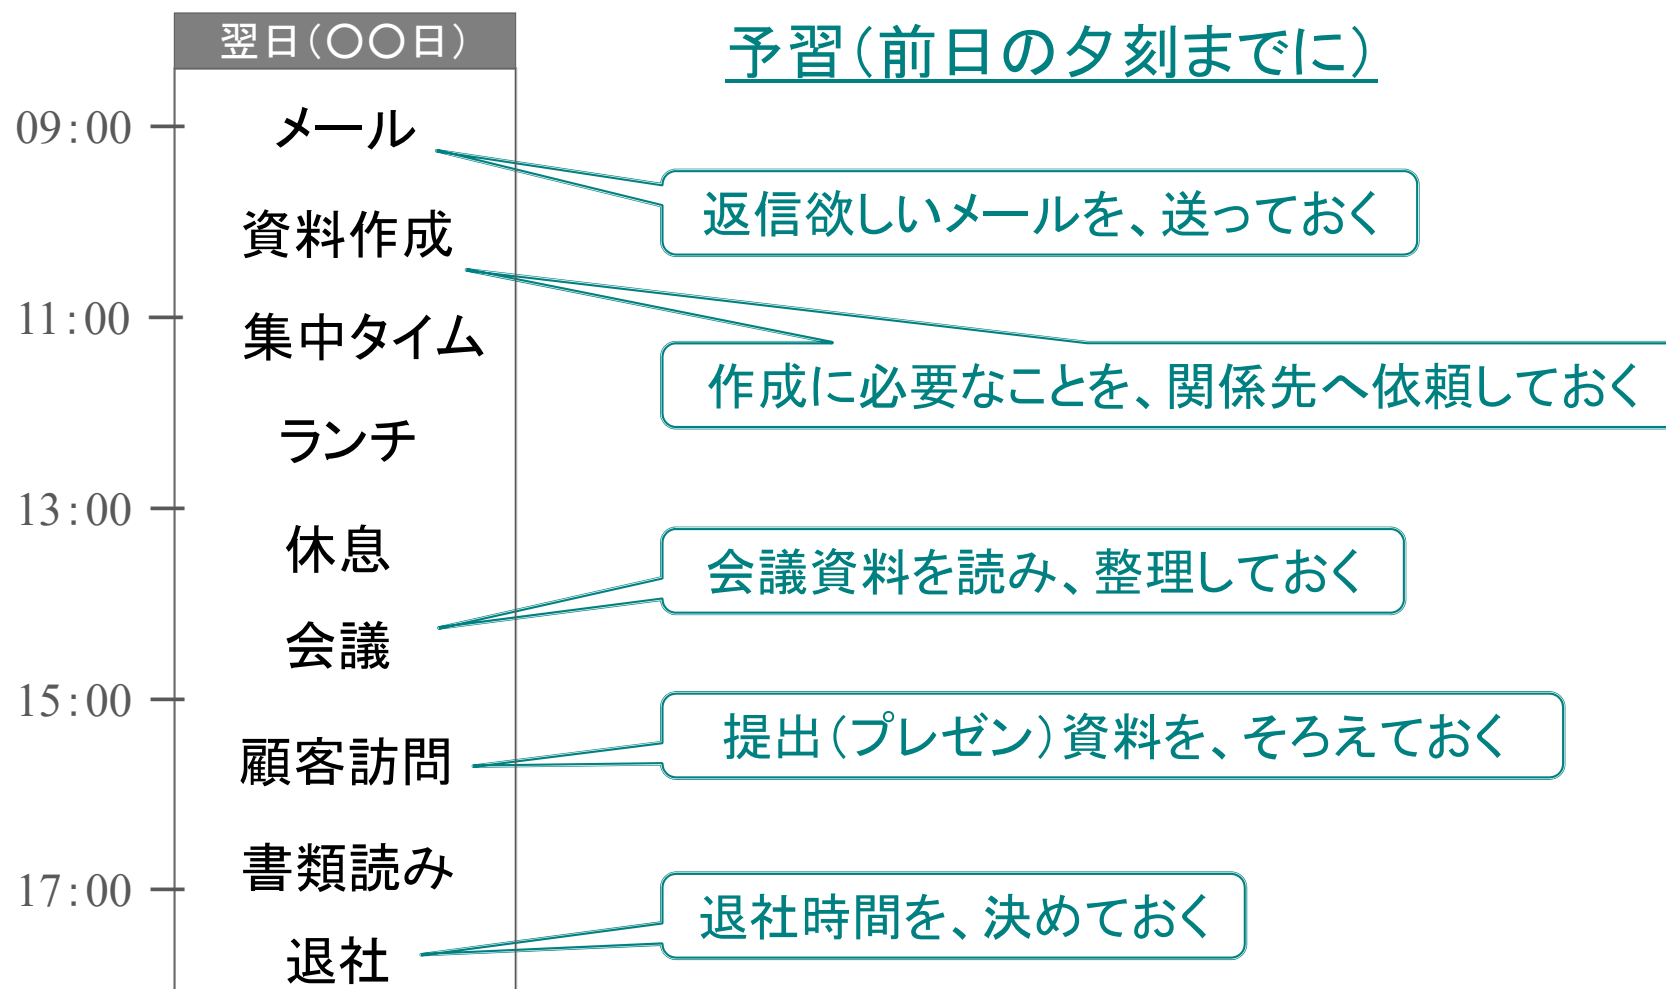 翌日(〇〇日)
予習(前日の夕刻までに)
09:00
メール
返信欲しいメールを、送っておく
資料作成
11:00
集中タイム
作成に必要なことを、関係先へ依頼しておく
ランチ
13:00
休息
会議資料を読み、整理しておく
会議
15:00
提出(プレゼン)資料を、そろえておく
顧客訪問
書類読み
17:00
退社時間を、決めておく
退社